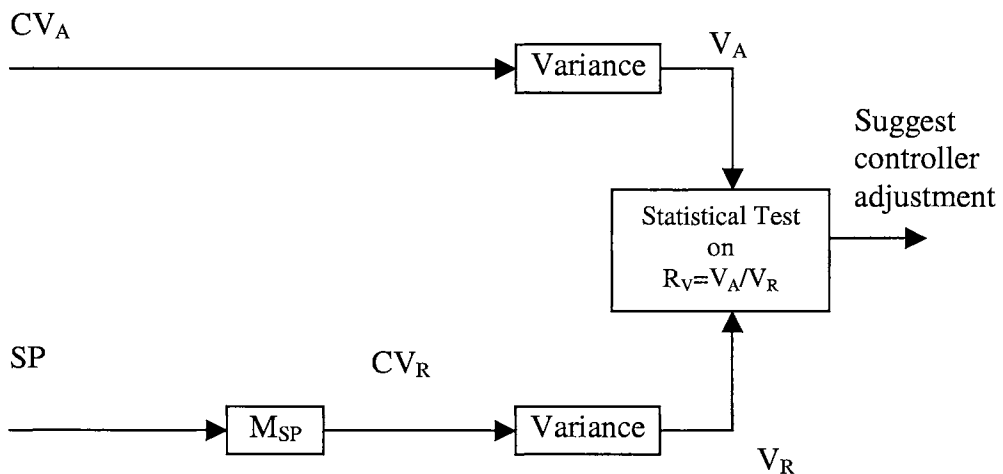 CV_A
V_A
Variance
Suggest
controller
adjustment
Statistical Test
on
R_V=V_A/V_R
SP
CV_R
M_SP
Variance
V_R